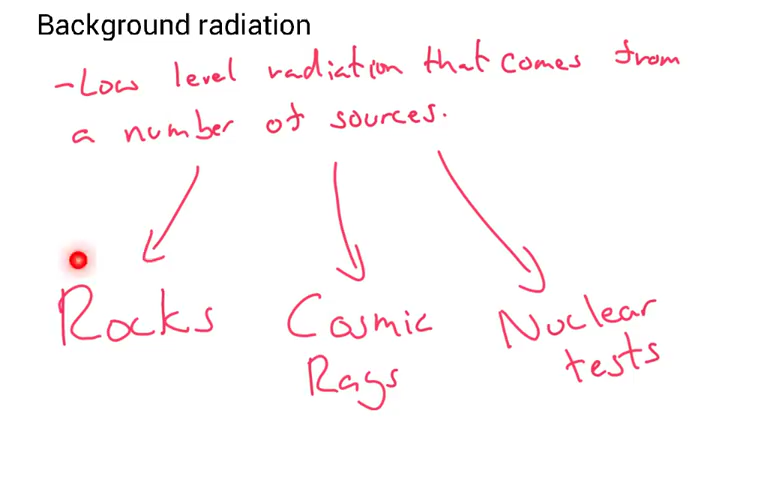 Background radiation
-Low level radiation that comes from
a number of sources.
Rocks
Cosmic
Rays
Nuclear
tests